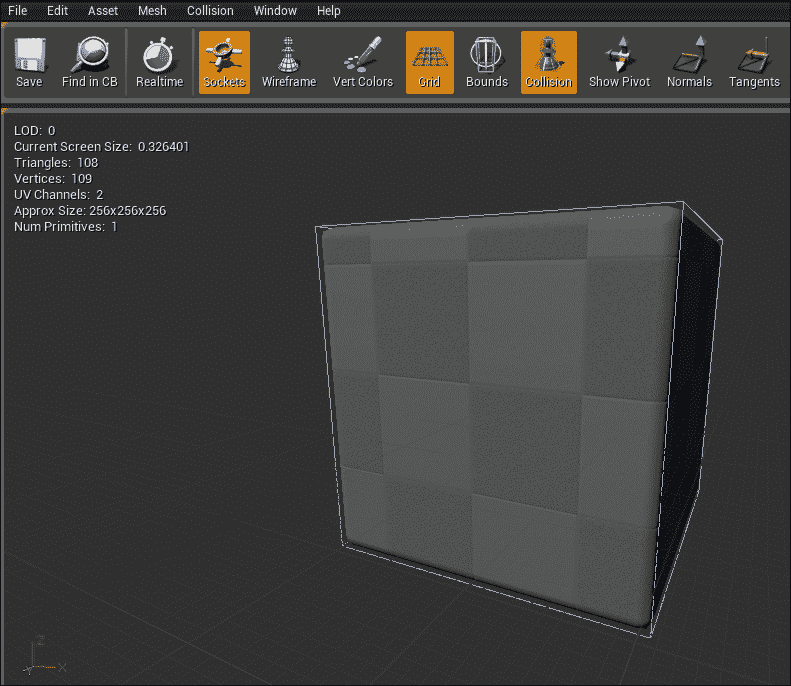 File Edit Asset Mesh Collision Window Help
Save Find in CB Realtime Sockets Wireframe Vert Colors Grid Bounds Collision Show Pivot Normals Tangents
LOD: 0
Current Screen Size: 0.326401
Triangles: 108
Vertices: 109
UV Channels: 2
Approx Size: 256x256x256
Num Primitives: 1
Z
X